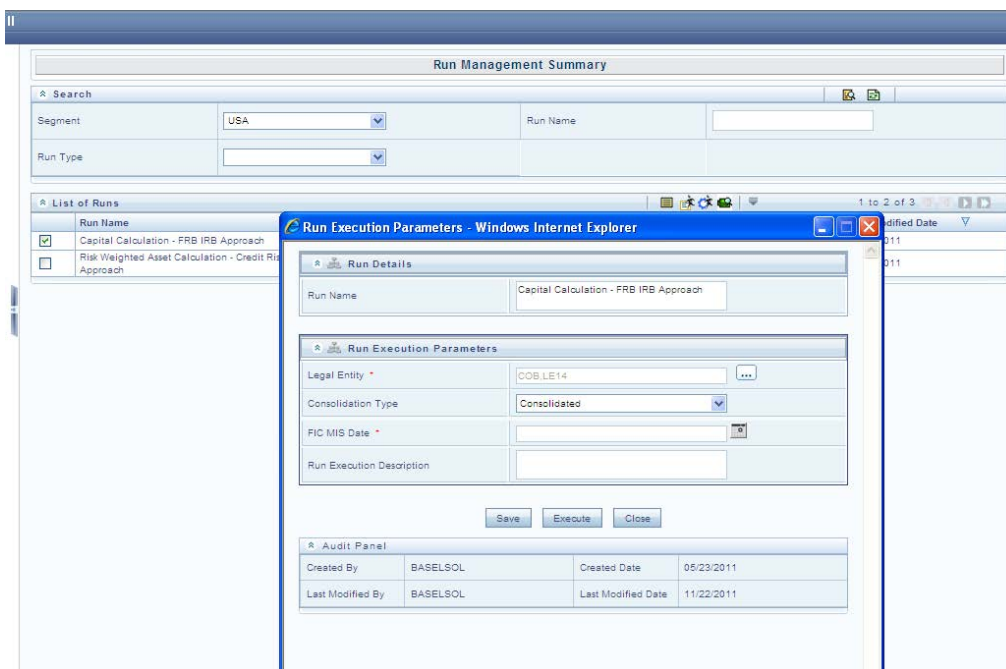 Run Management Summary
Search
Segment
USA
Run Name
Run Type
List of Runs
1 to 2 of 3
Run Name
Modified Date
Capital Calculation - FRB IRB Approach
011
Risk Weighted Asset Calculation - Credit Ris
Approach
011
Run Execution Parameters - Windows Internet Explorer
Run Details
Run Name
Capital Calculation - FRB IRB Approach
Run Execution Parameters
Legal Entity *
COB.LE14
...
Consolidation Type
Consolidated
FIC MIS Date *
Run Execution Description
Save
Execute
Close
Audit Panel
Created By
BASELSOL
Created Date
05/23/2011
Last Modified By
BASELSOL
Last Modified Date
11/22/2011